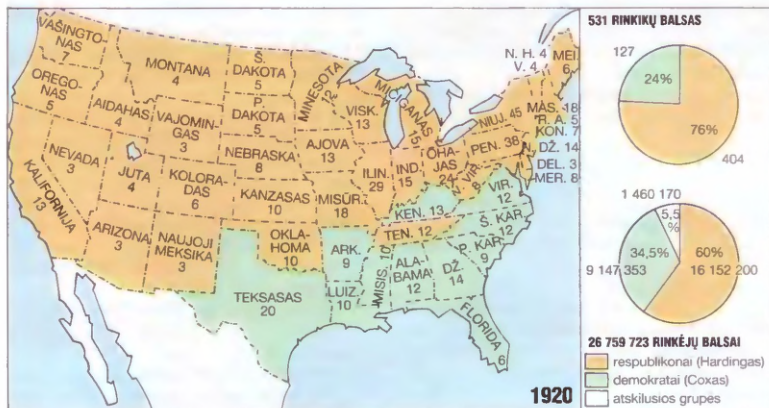 VAŠINGTO-
NAS
7
OREGO-
NAS
5
KALIFORNIJA
13
NEVADA
3
AIDAHAS
4
MONTANA
4
VAJOMIN-
GAS
3
JUTA
4
KOLORA-
DAS
6
ARIZONA
3
NAUJOJI
MEKSIKA
3
Š.
DAKOTA
5
P.
DAKOTA
5
NEBRASKA
8
KANZASAS
10
OKLA-
HOMA
10
TEKSASAS
20
MINESOTA
12
AJOVA
13
MISŪR.
18
ARK.
9
LUIZ.
10
VISK.
13
ILIN.
29
MIČIGANAS
15
IND.
15
OHA-
JAS
24
KEN. 13
TEN. 12
MISIS. 10
ALA-
BAMA
12
DŽ.
14
FLORIDA
6
P. KAR.
9
Š. KAR.
12
VIR.
12
V. VIR.
8
PEN. 38
NIUJ. 45
N. H. 4
V. 4
MEI.
6
MAS. 18
R. A. 5
KON. 7
N. DŽ. 14
DEL. 3
MER. 8
1920
531 RINKIKŲ BALSAS
127
24%
76%
404
1 460 170
5,5
%
34,5%
60%
9 147 353
16 152 200
26 759 723 RINKĖJŲ BALSAI
respublikonai (Hardingas)
demokratai (Coxas)
atskilusios grupės